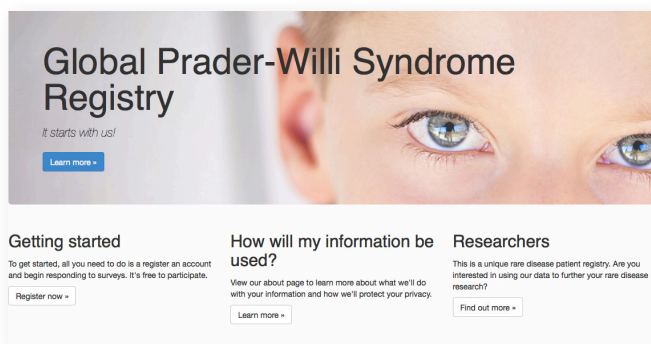 Global Prader-Willi Syndrome
Registry
It starts with us!
Learn more »
Getting started
To get started, all you need to do is a register an account
and begin responding to surveys. It's free to participate.
Register now »
How will my information be
used?
View our about page to learn more about what we'll do
with your information and how we'll protect your privacy.
Learn more »
Researchers
This is a unique rare disease patient registry. Are you
interested in using our data to further your rare disease
research?
Find out more »